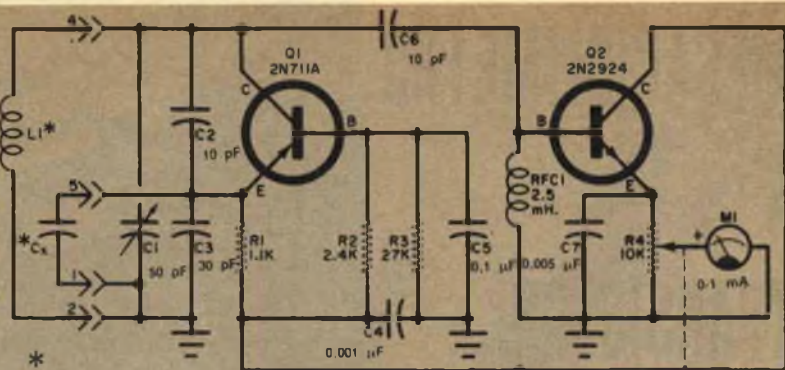 4
L1*
5
*Cx
1
2
*
C1
50 pF
C2
10 pF
C3
30 pF
Q1
2N711A
C
B
E
R1
1.1K
R2
2.4K
R3
27K
C4
0.001 µF
C5
0.1 µF
C6
10 pF
Q2
2N2924
C
B
E
RFC1
2.5
mH.
C7
0.005 µF
R4
10K
+
M1
0-1 mA